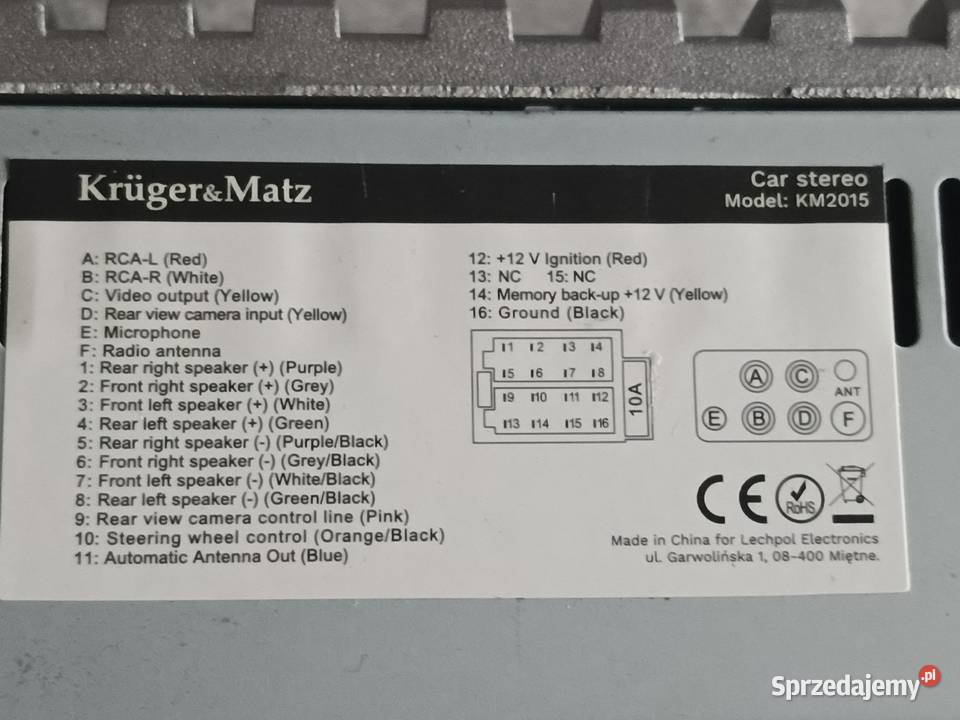 Krüger&Matz
Car stereo
Model: KM2015
A: RCA-L (Red)
B: RCA-R (White)
C: Video output (Yellow)
D: Rear view camera input (Yellow)
E: Microphone
F: Radio antenna
1: Rear right speaker (+) (Purple)
2: Front right speaker (+) (Grey)
3: Front left speaker (+) (White)
4: Rear left speaker (+) (Green)
5: Rear right speaker (-) (Purple/Black)
6: Front right speaker (-) (Grey/Black)
7: Front left speaker (-) (White/Black)
8: Rear left speaker (-) (Green/Black)
9: Rear view camera control line (Pink)
10: Steering wheel control (Orange/Black)
11: Automatic Antenna Out (Blue)
12: +12 V Ignition (Red)
13: NC 15: NC
14: Memory back-up +12 V (Yellow)
16: Ground (Black)
1 2 3 4
5 6 7 8
9 10 11 12
13 14 15 16
10A
A C
ANT
E B D F
CE RoHS
Made in China for Lechpol Electronics
ul. Garwolińska 1, 08-400 Miętne.
Sprzedajemy.pl